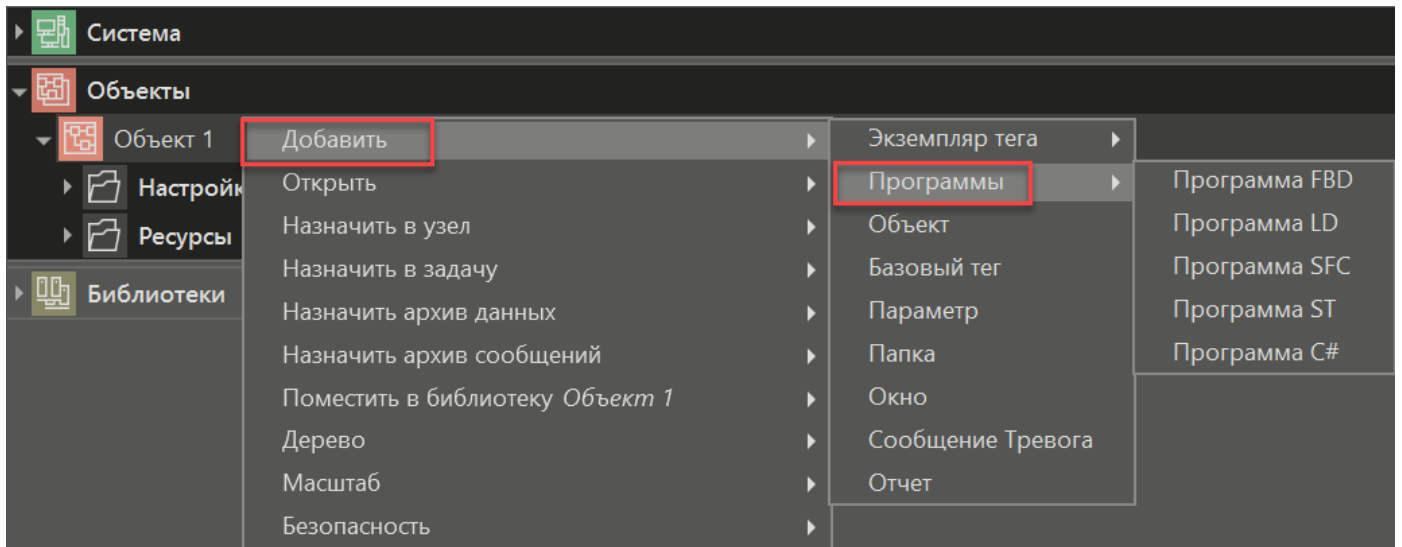 Система
Объекты
Объект 1
Настройк
Ресурсы
Библиотеки
Добавить
Открыть
Назначить в узел
Назначить в задачу
Назначить архив данных
Назначить архив сообщений
Поместить в библиотеку Объект 1
Дерево
Масштаб
Безопасность
Экземпляр тега
Программы
Объект
Базовый тег
Параметр
Папка
Окно
Сообщение Тревога
Отчет
Программа FBD
Программа LD
Программа SFC
Программа ST
Программа C#